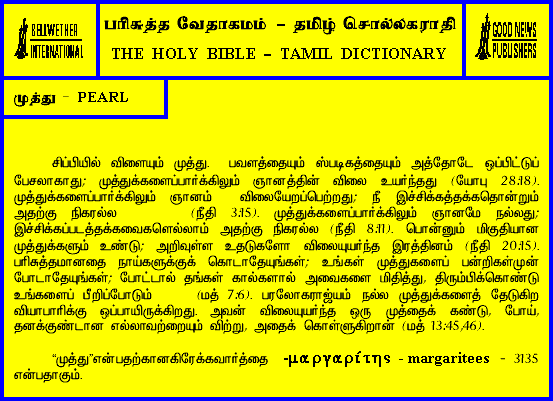 BELLWETHER
INTERNATIONAL
பரிசுத்த வேதாகமம் – தமிழ் சொல்லகராதி
THE HOLY BIBLE – TAMIL DICTIONARY
GOOD NEWS
PUBLISHERS
முத்து – PEARL
சிப்பியில் விளையும் முத்து. பவளத்தையும் ஸ்படிகத்தையும் அத்தோடே ஒப்பிட்டுப்
பேசலாகாது; முத்துக்களைப்பார்க்கிலும் ஞானத்தின் விலை உயர்ந்தது (யோபு 28:18).
முத்துக்களைப்பார்க்கிலும் ஞானம் விலையேறப்பெற்றது; நீ இச்சிக்கத்தக்கதொன்றும்
அதற்கு நிகரல்ல (நீதி 3:15). முத்துக்களைப்பார்க்கிலும் ஞானமே நல்லது;
இச்சிக்கப்படத்தக்கவைகளெல்லாம் அதற்கு நிகரல்ல (நீதி 8:11). பொன்னும் மிகுதியான
முத்துக்களும் உண்டு; அறிவுள்ள உதடுகளோ விலையுயர்ந்த இரத்தினம் (நீதி 20:15).
பரிசுத்தமானதை நாய்களுக்குக் கொடாதேயுங்கள்; உங்கள் முத்துகளைப் பன்றிகள்முன்
போடாதேயுங்கள்; போட்டால் தங்கள் கால்களால் அவைகளை மிதித்து, திரும்பிக்கொண்டு
உங்களைப் பீறிப்போடும் (மத் 7:6). பரலோகராஜ்யம் நல்ல முத்துக்களைத் தேடுகிற
வியாபாரிக்கு ஒப்பாயிருக்கிறது. அவன் விலையுயர்ந்த ஒரு முத்தைக் கண்டு, போய்,
தனக்குண்டான எல்லாவற்றையும் விற்று, அதைக் கொள்ளுகிறான் (மத் 13:45,46).
“முத்து”என்பதற்கானகிரேக்கவார்த்தை -μαργαρίτης - margaritees - 3135
என்பதாகும்.